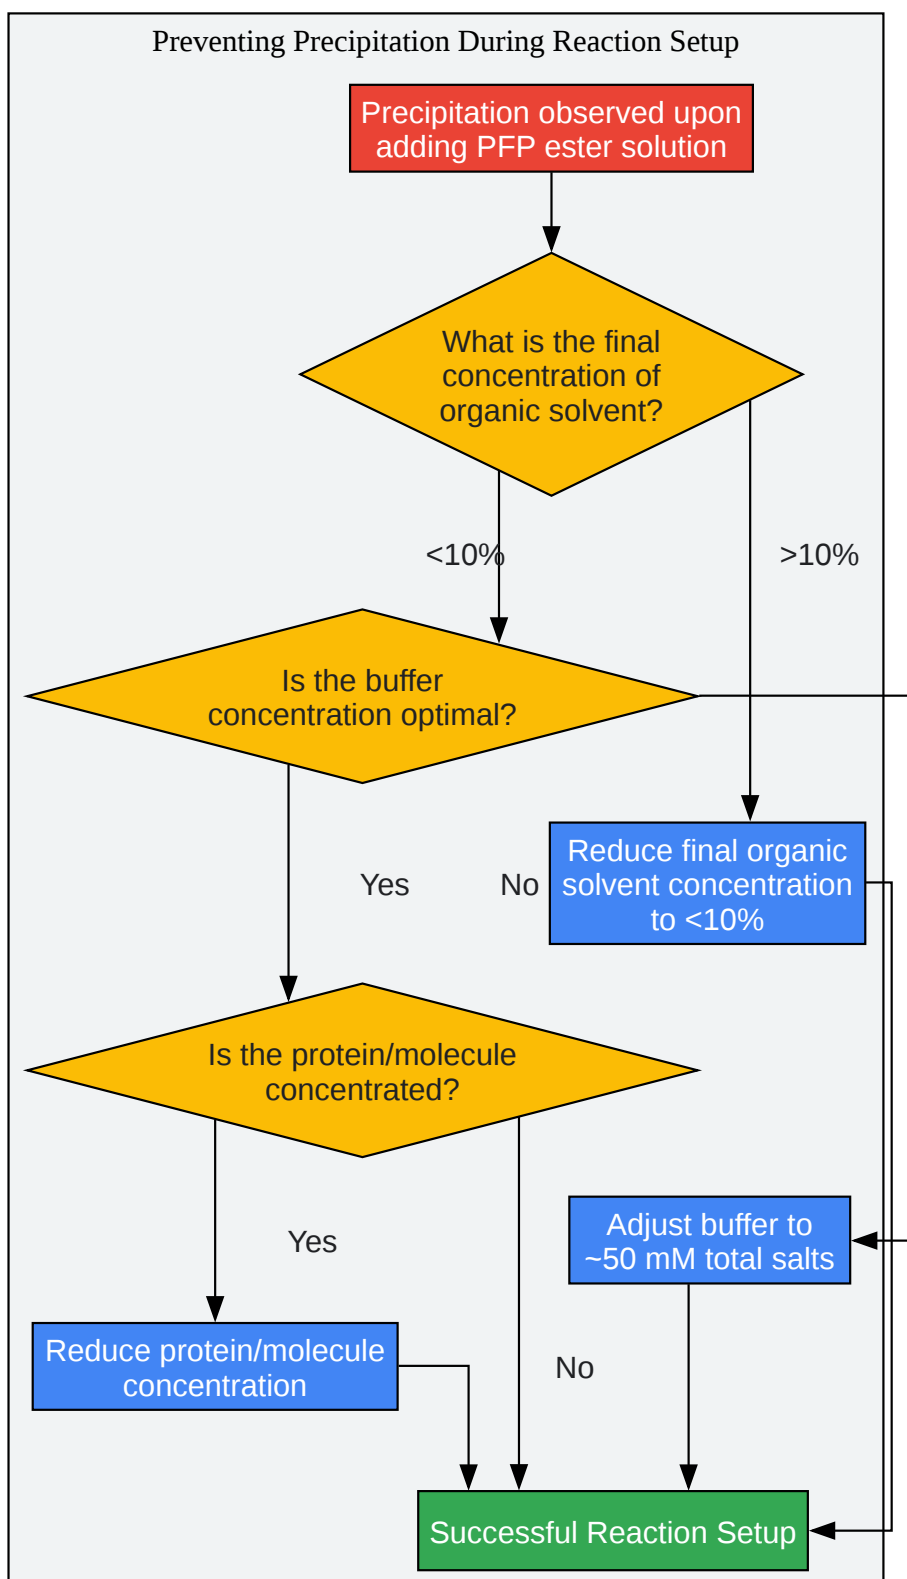 Preventing Precipitation During Reaction Setup
Precipitation observed upon
adding PFP ester solution
What is the final
concentration of
organic solvent?
<10%
>10%
Is the buffer
concentration optimal?
Reduce final organic
solvent concentration
to <10%
Yes
No
Is the protein/molecule
concentrated?
Adjust buffer to
~50 mM total salts
Yes
Reduce protein/molecule
concentration
No
Successful Reaction Setup